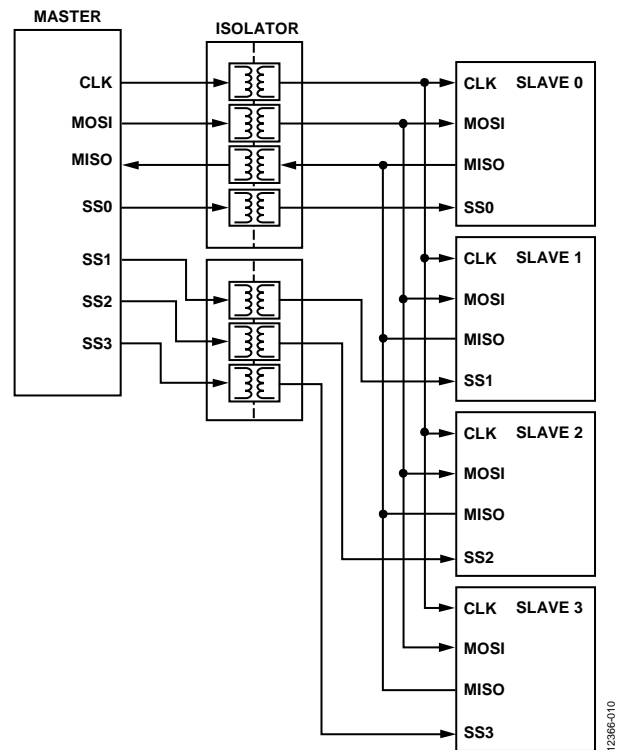 MASTER
ISOLATOR
CLK
MOSI
MISO
SS0
SS1
SS2
SS3
CLK SLAVE 0
MOSI
MISO
SS0
CLK SLAVE 1
MOSI
MISO
SS1
CLK SLAVE 2
MOSI
MISO
SS2
CLK SLAVE 3
MOSI
MISO
SS3
12366-010